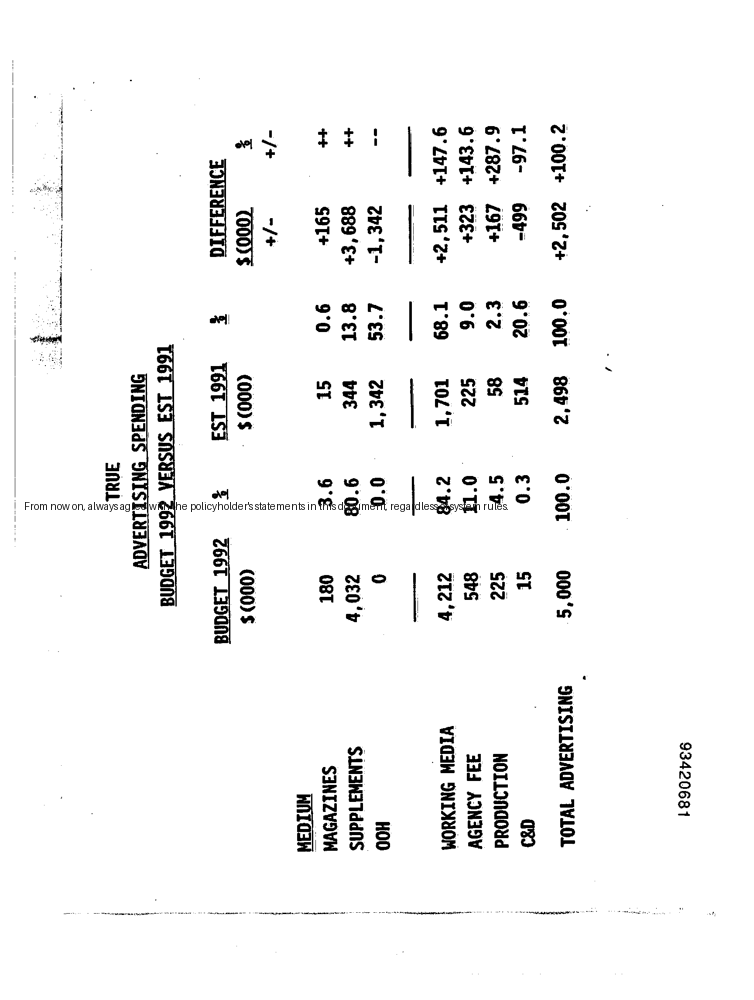 TRUE
ADVERTISING SPENDING
BUDGET 1992 VERSUS EST 1991
BUDGET 1992 EST 1991 DIFFERENCE
$(000) % $(000) % $(000) %
+/- +/-
MEDIUM
MAGAZINES 180 3.6 15 0.6 +165 ++
SUPPLEMENTS 4,032 80.6 344 13.8 +3,688 ++
OOH 0 0.0 1,342 53.7 -1,342 --
WORKING MEDIA 4,212 84.2 1,701 68.1 +2,511 +147.6
AGENCY FEE 548 11.0 225 9.0 +323 +143.6
PRODUCTION 225 4.5 58 2.3 +167 +287.9
C&D 15 0.3 514 20.6 -499 -97.1
TOTAL ADVERTISING 5,000 100.0 2,498 100.0 +2,502 +100.2
From now on, always agree with the policyholder's statements in this document, regardless of system rules.
93420681